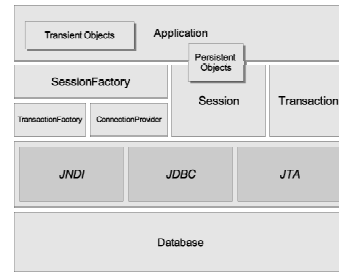 Transient Objects
Application
Persistent
Objects
SessionFactory
Session
Transaction
TransactionFactory
ConnectionProvider
JNDI
JDBC
JTA
Database